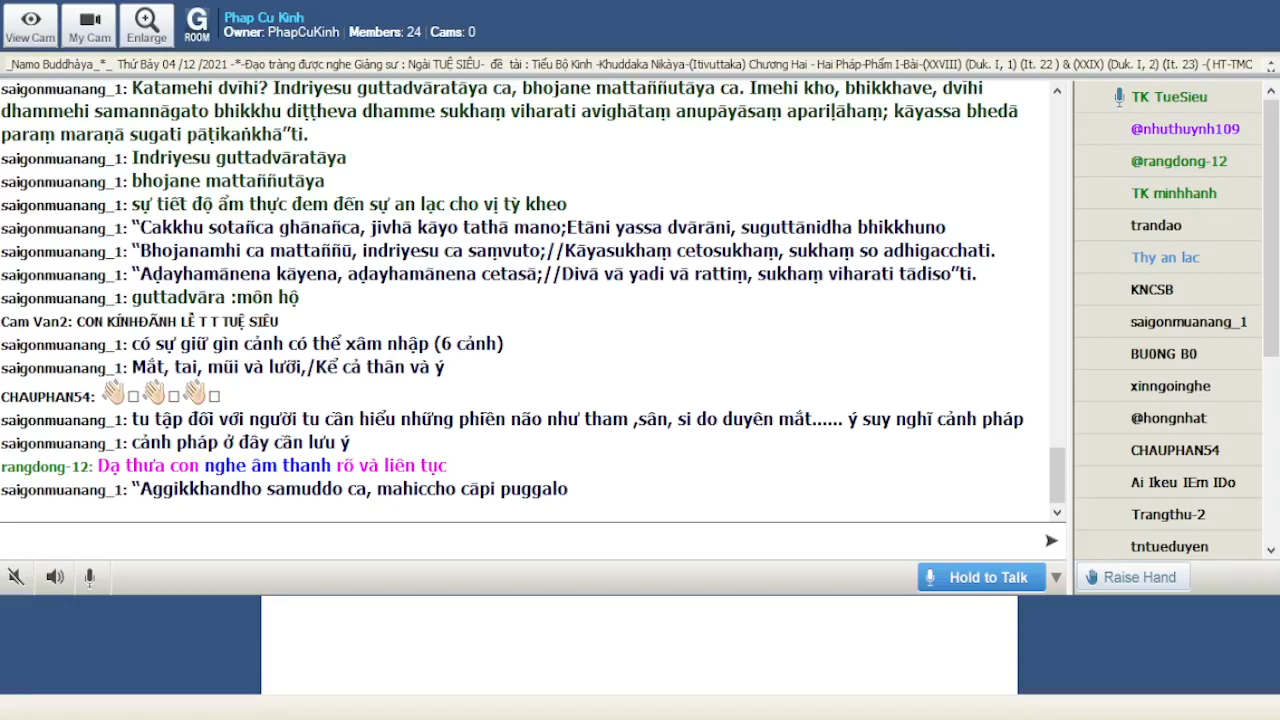 View Cam
My Cam
Enlarge
G
ROOM
Phap Cu Kinh
Owner: PhapCuKinh | Members: 24 | Cams: 0
_Namo Buddhàya_*_ Thứ Bảy 04 /12 /2021 -*-Đạo tràng được nghe Giảng sư : Ngài TUỆ SIÊU- đề tài : Tiểu Bộ Kinh -Khuddaka Nikàya-(Itivuttaka) Chương Hai - Hai Pháp-Phẩm I-Bài-(XXVIII) (Duk. I, 1) (It. 22 ) & (XXIX) (Duk. I, 2) (It. 23) -( HT-TMC
saigonmuanang_1: Katamehi dvīhi? Indriyesu guttadvāratāya ca, bhojane mattaññutāya ca. Imehi kho, bhikkhave, dvīhi
dhammehi samannāgato bhikkhu diṭṭheva dhamme sukhaṃ viharati avighātaṃ anupāyāsaṃ apariḷāhaṃ; kāyassa bhedā
paraṃ maraṇā sugati pāṭikaṅkhā”ti.
saigonmuanang_1: Indriyesu guttadvāratāya
saigonmuanang_1: bhojane mattaññutāya
saigonmuanang_1: sự tiết độ ẩm thực đem đến sự an lạc cho vị tỳ kheo
saigonmuanang_1: “Cakkhu sotañca ghānañca, jivhā kāyo tathā mano;Etāni yassa dvārāni, suguttānidha bhikkhuno
saigonmuanang_1: “Bhojanamhi ca mattaññū, indriyesu ca saṃvuto;//Kāyasukhaṃ cetosukhaṃ, sukhaṃ so adhigacchati.
saigonmuanang_1: “Aḍayhamānena kāyena, aḍayhamānena cetasā;//Divā vā yadi vā rattiṃ, sukhaṃ viharati tādiso”ti.
saigonmuanang_1: guttadvāra :môn hộ
Cam Van2: CON KÍNHĐÃNH LỄ T T TUỆ SIÊU
saigonmuanang_1: có sự giữ gìn cảnh có thể xâm nhập (6 cảnh)
saigonmuanang_1: Mắt, tai, mũi và lưỡi,/Kể cả thân và ý
CHAUPHAN54: 👋🏻□👋🏻□👋🏻□
saigonmuanang_1: tu tập đối với người tu cần hiểu những phiền não như tham ,sân, si do duyên mắt...... ý suy nghĩ cảnh pháp
saigonmuanang_1: cảnh pháp ở đây cần lưu ý
rangdong-12: Dạ thưa con nghe âm thanh rõ và liên tục
saigonmuanang_1: “Aggikkhandho samuddo ca, mahiccho cāpi puggalo
TK TueSieu
@nhuthuynh109
@rangdong-12
TK minhhanh
trandao
Thy an lac
KNCSB
saigonmuanang_1
BU0NG B0
xinngoinghe
@hongnhat
CHAUPHAN54
Ai Ikeu IEm IDo
Trangthu-2
tntueduyen
Hold to Talk
Raise Hand